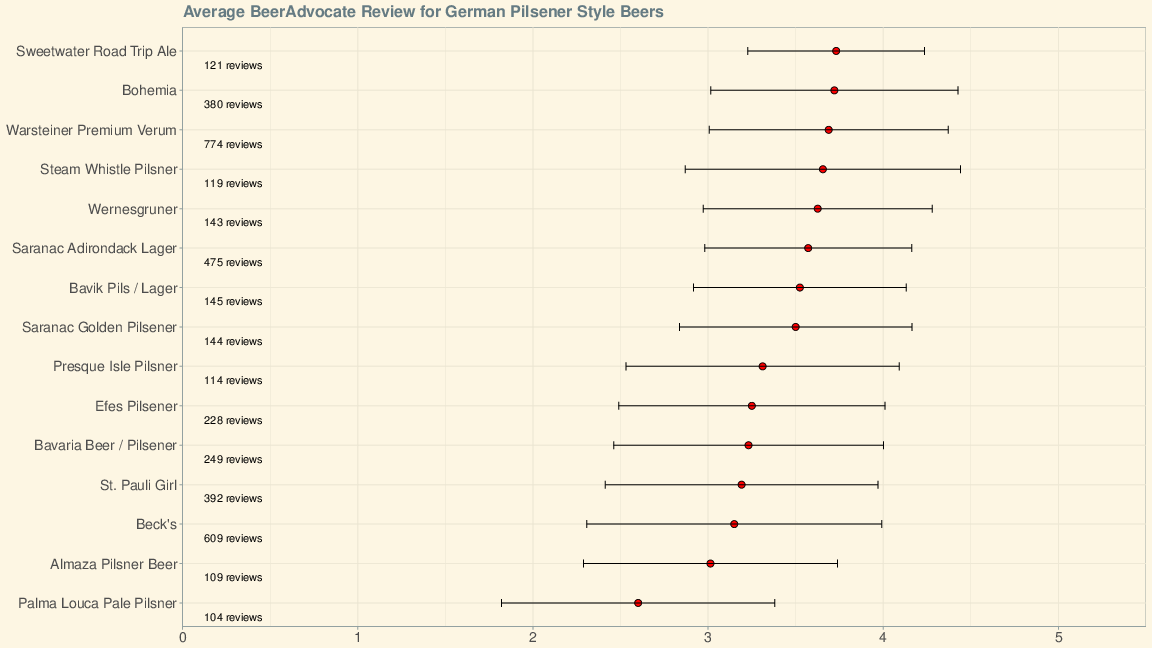 Average BeerAdvocate Review for German Pilsener Style Beers
Sweetwater Road Trip Ale
121 reviews
Bohemia
380 reviews
Warsteiner Premium Verum
774 reviews
Steam Whistle Pilsner
119 reviews
Wernesgruner
143 reviews
Saranac Adirondack Lager
475 reviews
Bavik Pils / Lager
145 reviews
Saranac Golden Pilsener
144 reviews
Presque Isle Pilsner
114 reviews
Efes Pilsener
228 reviews
Bavaria Beer / Pilsener
249 reviews
St. Pauli Girl
392 reviews
Beck's
609 reviews
Almaza Pilsner Beer
109 reviews
Palma Louca Pale Pilsner
104 reviews
0 1 2 3 4 5